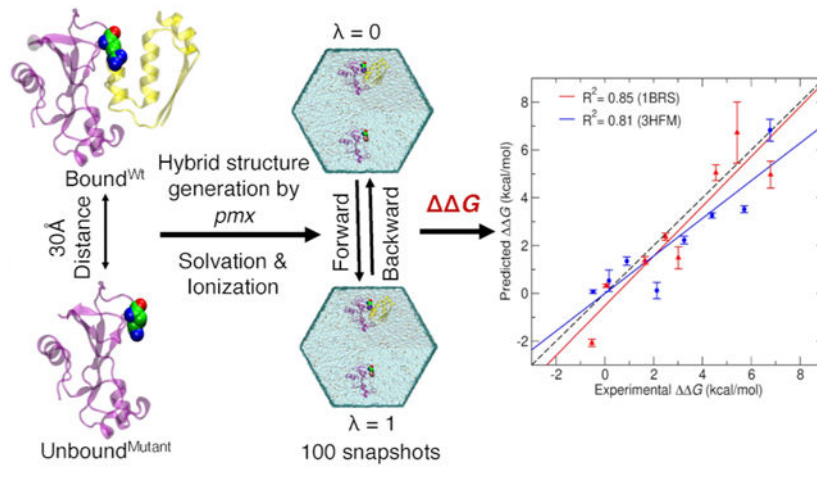 Bound^Wt
30Å
Distance
Unbound^Mutant
Hybrid structure
generation by
pmx
Solvation &
Ionization
λ = 0
Forward
Backward
λ = 1
100 snapshots
ΔΔG
R² = 0.85 (1BRS)
R² = 0.81 (3HFM)
Predicted ΔΔG (kcal/mol)
8
6
4
2
0
-2
-2 0 2 4 6 8
Experimental ΔΔG (kcal/mol)